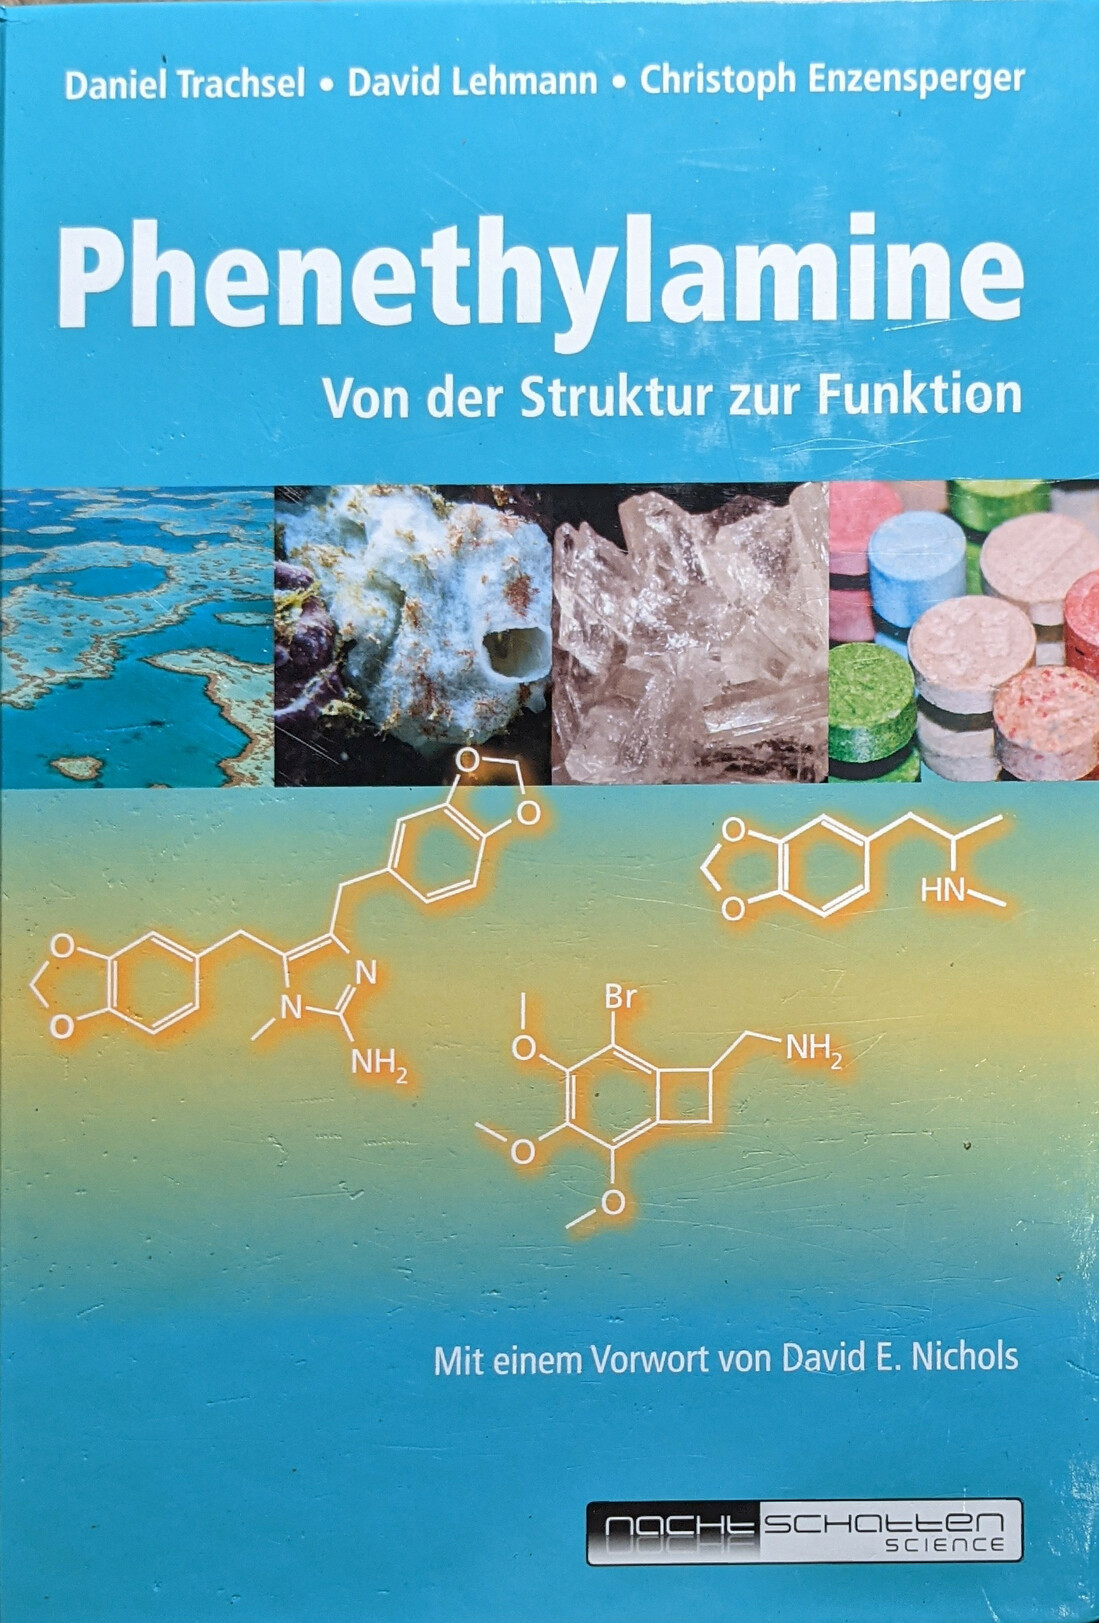 Daniel Trachsel • David Lehmann • Christoph Enzensperger
Phenethylamine
Von der Struktur zur Funktion
O
O
O
O
N
N
NH2
O
O
HN
Br
O
O
O
NH2
Mit einem Vorwort von David E. Nichols
nachtschatten
SCIENCE